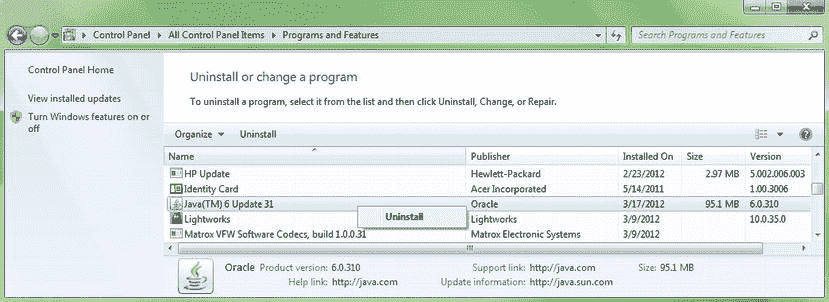 Control Panel ▸ All Control Panel Items ▸ Programs and Features
Search Programs and Features
Control Panel Home
View installed updates
Turn Windows features on or
off
Uninstall or change a program
To uninstall a program, select it from the list and then click Uninstall, Change, or Repair.
Organize Uninstall
Name Publisher Installed On Size Version
HP Update Hewlett-Packard 2/23/2012 2.97 MB 5.002.006.003
Identity Card Acer Incorporated 5/14/2011 1.00.3006
Java(TM) 6 Update 31 Oracle 3/17/2012 95.1 MB 6.0.310
Uninstall
Lightworks Lightworks 3/9/2012 10.0.35.0
Matrox VFW Software Codecs, build 1.0.0.31 Matrox Electronic Systems 3/9/2012
Oracle Product version: 6.0.310 Support link: http://java.com Size: 95.1 MB
Help link: http://java.com Update information: http://java.sun.com